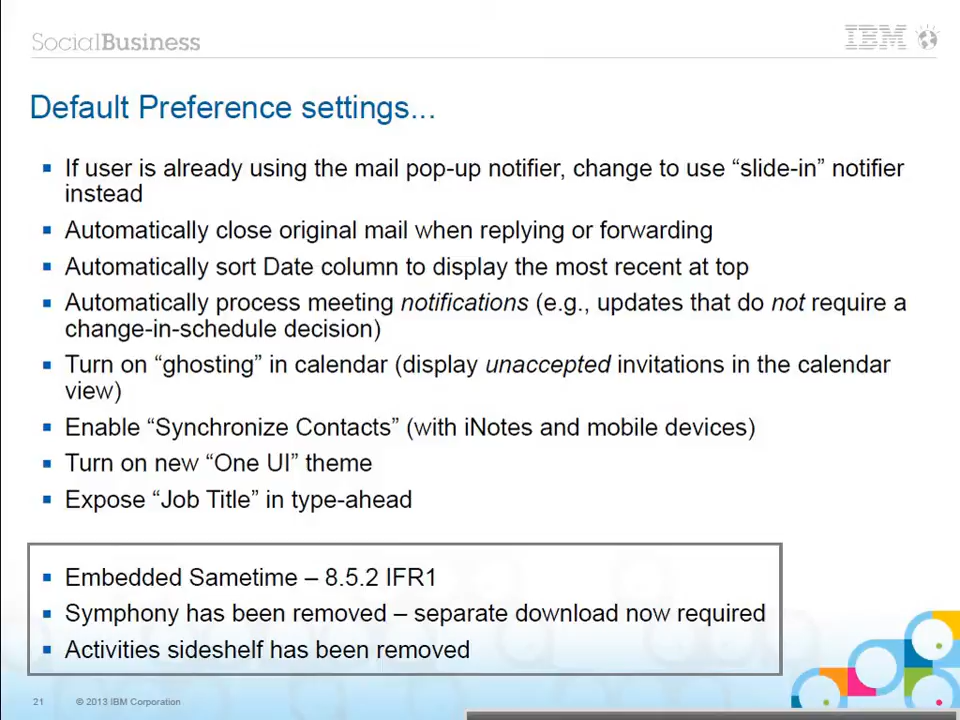 SocialBusiness
IBM
Default Preference settings...
▪ If user is already using the mail pop-up notifier, change to use “slide-in” notifier
instead
▪ Automatically close original mail when replying or forwarding
▪ Automatically sort Date column to display the most recent at top
▪ Automatically process meeting notifications (e.g., updates that do not require a
change-in-schedule decision)
▪ Turn on “ghosting” in calendar (display unaccepted invitations in the calendar
view)
▪ Enable “Synchronize Contacts” (with iNotes and mobile devices)
▪ Turn on new “One UI” theme
▪ Expose “Job Title” in type-ahead
▪ Embedded Sametime – 8.5.2 IFR1
▪ Symphony has been removed – separate download now required
▪ Activities sideshelf has been removed
21 © 2013 IBM Corporation